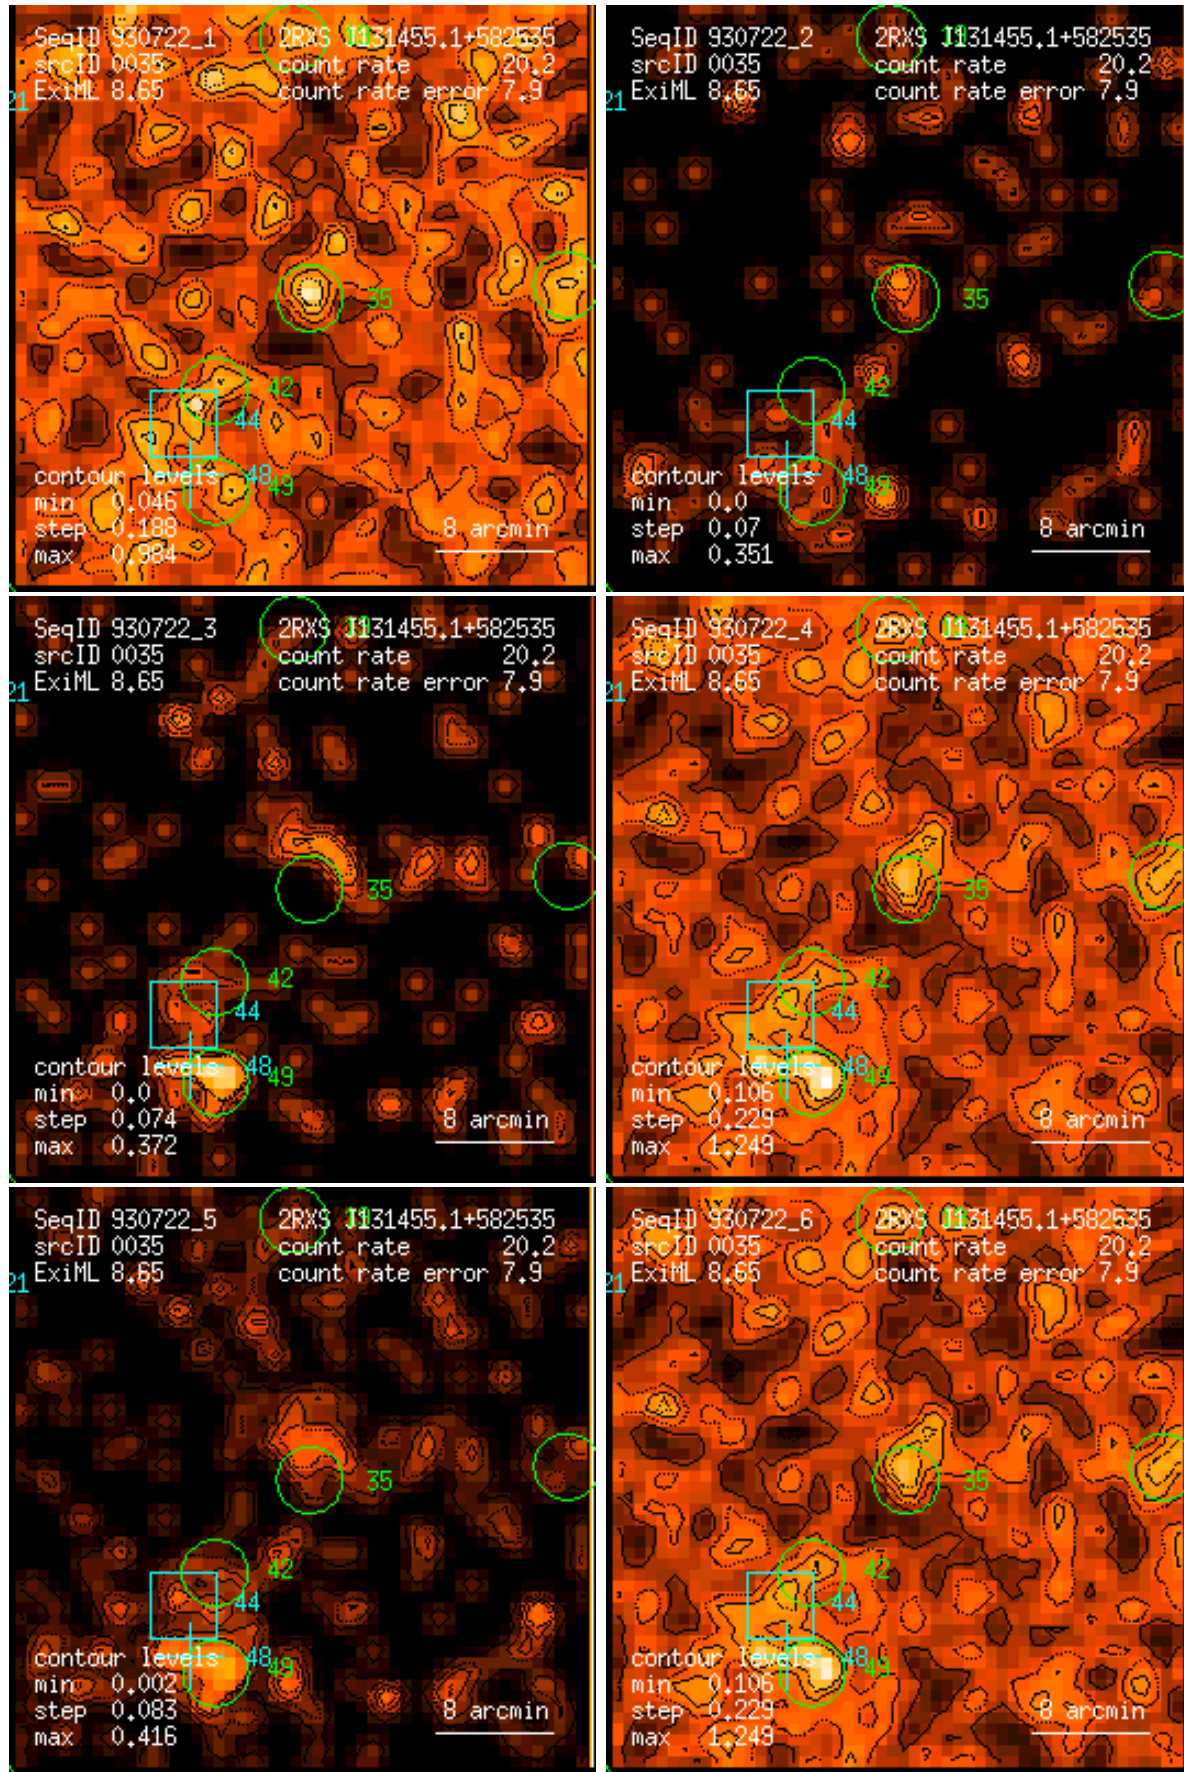 SeqID 930722_1 2RXS J131455.1+582535
srcID 0035 count rate 20.2
ExiML 8.65 count rate error 7.9
21
35
42
44
contour levels 48 49
min 0.046
step 0.188 8 arcmin
max 0.984
SeqID 930722_2 2RXS J131455.1+582535
srcID 0035 count rate 20.2
ExiML 8.65 count rate error 7.9
21
35
42
44
contour levels 48 49
min 0.0
step 0.07 8 arcmin
max 0.351
SeqID 930722_3 2RXS J131455.1+582535
srcID 0035 count rate 20.2
ExiML 8.65 count rate error 7.9
21
35
42
44
contour levels 48 49
min 0.0
step 0.074 8 arcmin
max 0.372
SeqID 930722_4 2RXS J131455.1+582535
srcID 0035 count rate 20.2
ExiML 8.65 count rate error 7.9
21
35
42
44
contour levels 48 49
min 0.106
step 0.229 8 arcmin
max 1.249
SeqID 930722_5 2RXS J131455.1+582535
srcID 0035 count rate 20.2
ExiML 8.65 count rate error 7.9
21
35
42
44
contour levels 48 49
min 0.002
step 0.083 8 arcmin
max 0.416
SeqID 930722_6 2RXS J131455.1+582535
srcID 0035 count rate 20.2
ExiML 8.65 count rate error 7.9
21
35
42
44
contour levels 48 49
min 0.106
step 0.229 8 arcmin
max 1.249